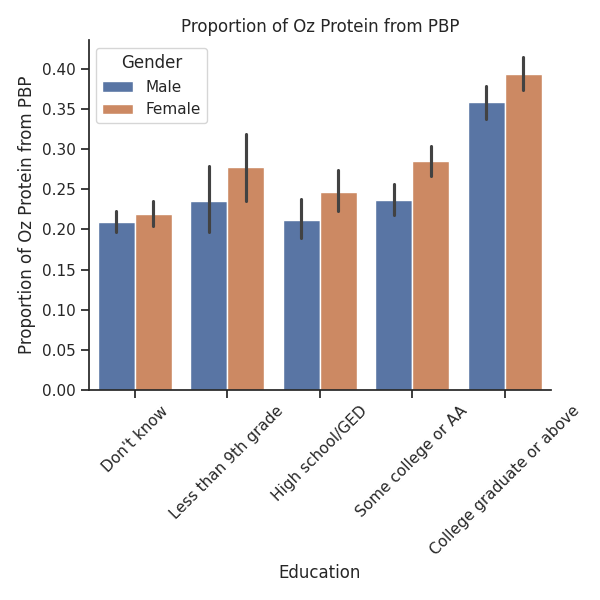 Proportion of Oz Protein from PBP
Gender
Male
Female
Proportion of Oz Protein from PBP
0.40
0.35
0.30
0.25
0.20
0.15
0.10
0.05
0.00
Don't know
Less than 9th grade
High school/GED
Some college or AA
College graduate or above
Education